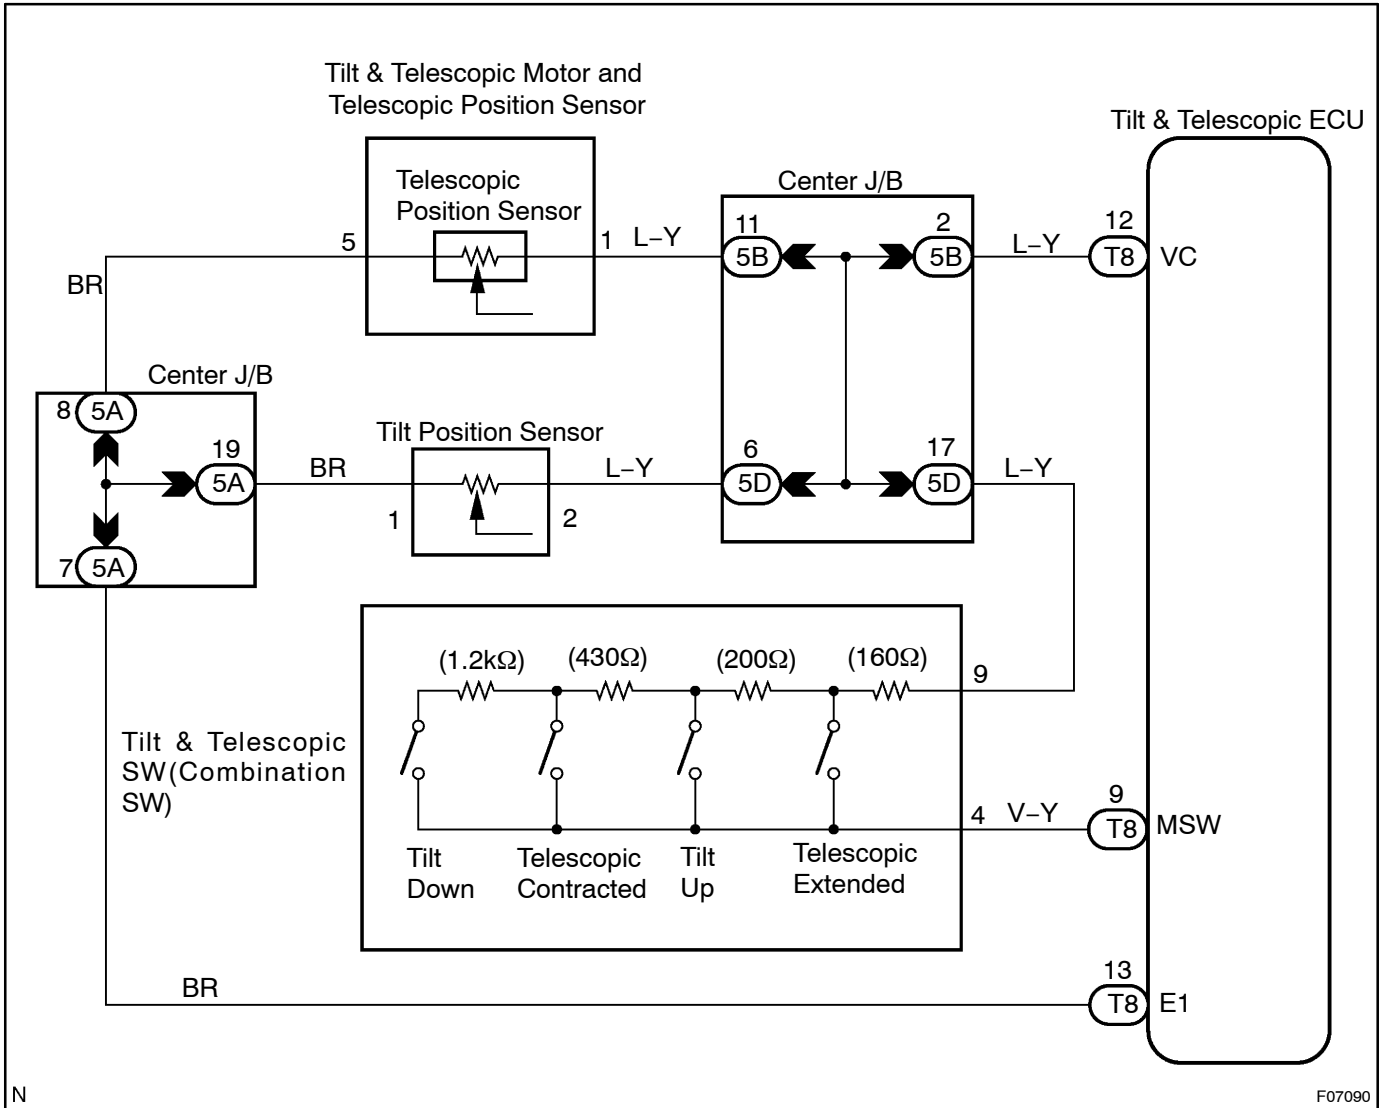 Tilt & Telescopic Motor and
Telescopic Position Sensor
Tilt & Telescopic ECU
Telescopic
Position Sensor
Center J/B
5
1
L–Y
11
5B
2
5B
L–Y
12
T8
VC
BR
Center J/B
8
5A
19
5A
7
5A
BR
Tilt Position Sensor
1
2
L–Y
6
5D
17
5D
L–Y
(1.2kΩ)
(430Ω)
(200Ω)
(160Ω)
9
Tilt & Telescopic
SW(Combination
SW)
4
V–Y
9
T8
MSW
Tilt
Down
Telescopic
Contracted
Tilt
Up
Telescopic
Extended
BR
13
T8
E1
N
F07090